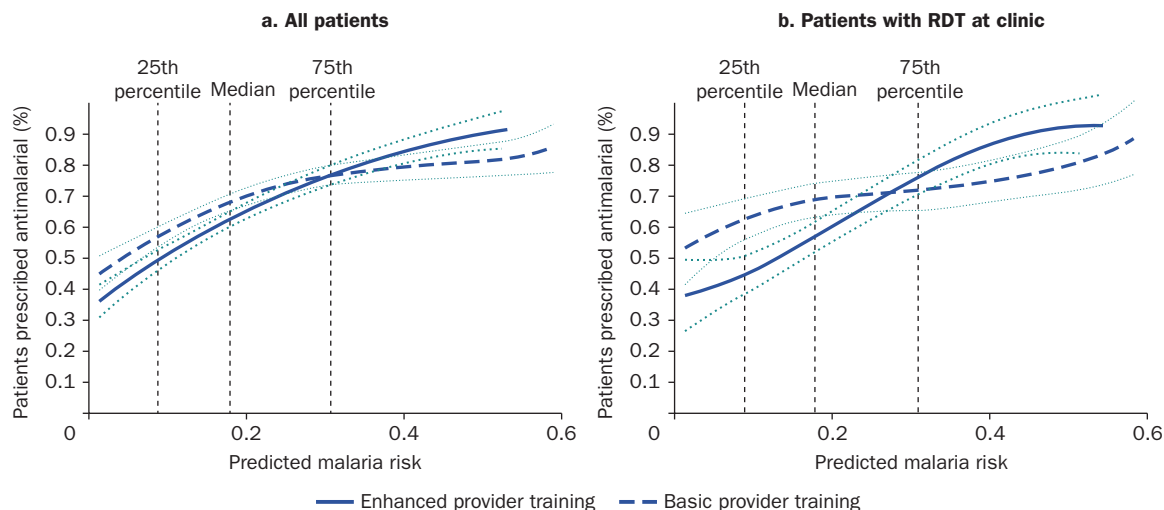 a. All patients
25th
percentile
Median
75th
percentile
Patients prescribed antimalarial (%)
0.9
0.8
0.7
0.6
0.5
0.4
0.3
0.2
0.1
0
0.2
0.4
0.6
Predicted malaria risk
b. Patients with RDT at clinic
25th
percentile
Median
75th
percentile
Patients prescribed antimalarial (%)
0.9
0.8
0.7
0.6
0.5
0.4
0.3
0.2
0.1
0
0.2
0.4
0.6
Predicted malaria risk
Enhanced provider training
Basic provider training